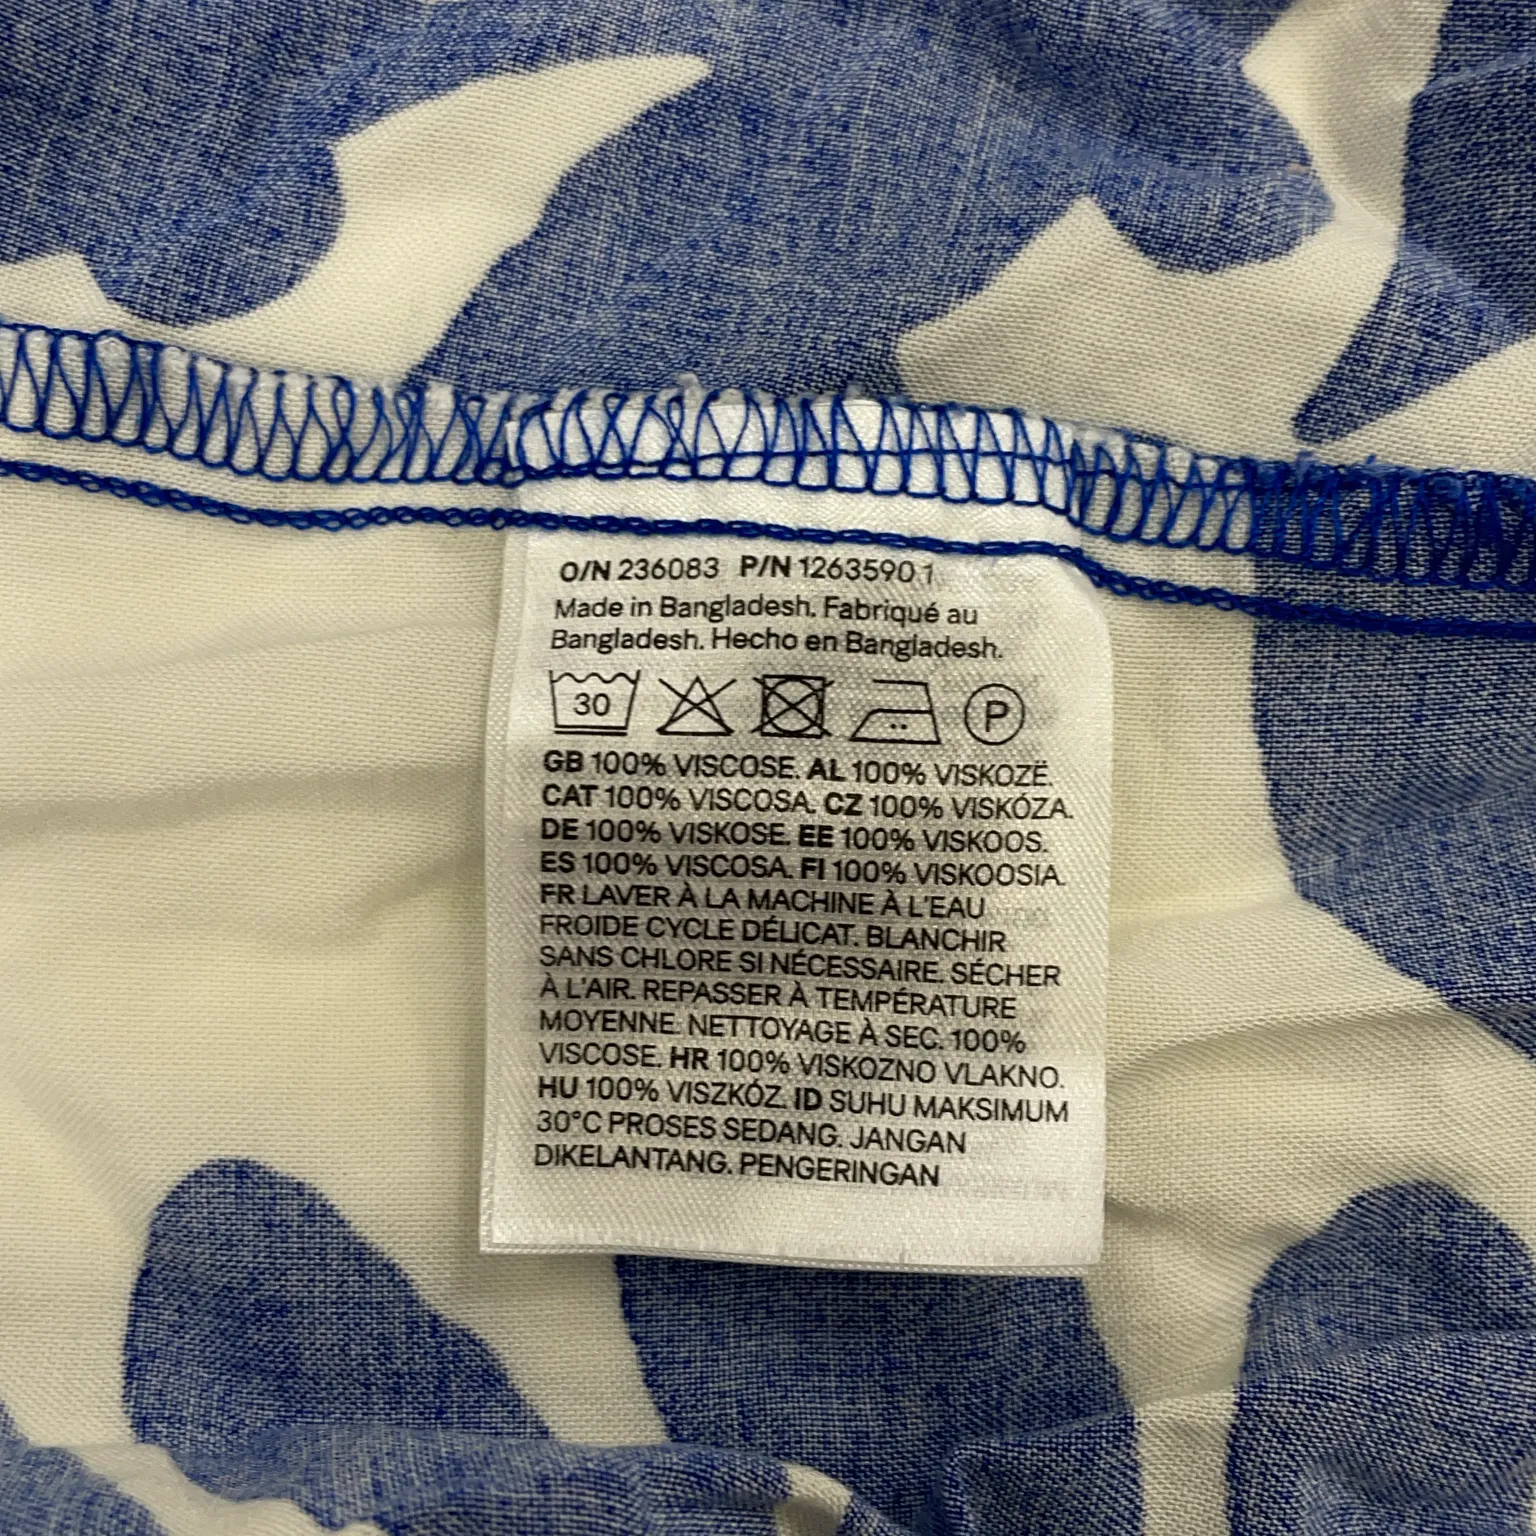 O/N 236083 P/N 1263590 1
Made in Bangladesh. Fabriqué au
Bangladesh. Hecho en Bangladesh.
30 P
GB 100% VISCOSE. AL 100% VISKOZË.
CAT 100% VISCOSA. CZ 100% VISKÓZA.
DE 100% VISKOSE. EE 100% VISKOOS.
ES 100% VISCOSA. FI 100% VISKOOSIA.
FR LAVER À LA MACHINE À L'EAU
FROIDE CYCLE DÉLICAT. BLANCHIR
SANS CHLORE SI NÉCESSAIRE. SÉCHER
À L'AIR. REPASSER À TEMPÉRATURE
MOYENNE. NETTOYAGE À SEC. 100%
VISCOSE. HR 100% VISKOZNO VLAKNO.
HU 100% VISZKÓZ. ID SUHU MAKSIMUM
30°C PROSES SEDANG. JANGAN
DIKELANTANG. PENGERINGAN